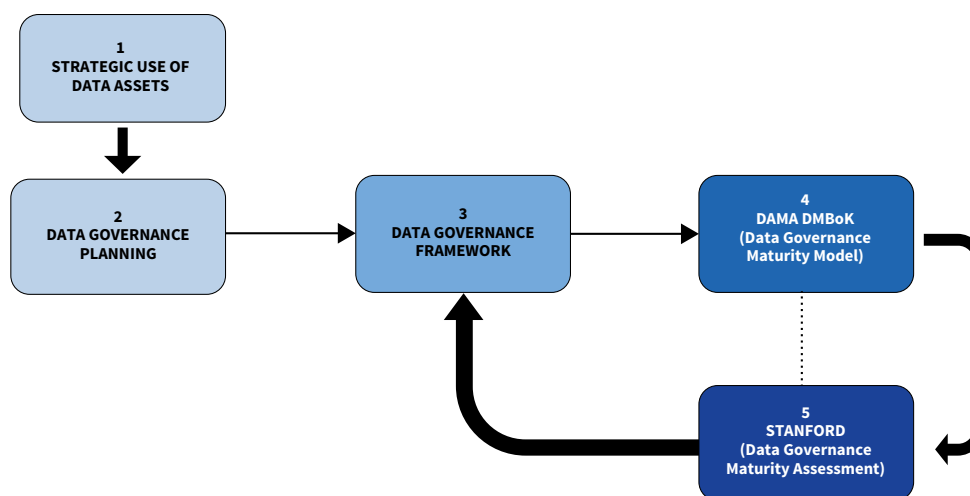 1
STRATEGIC USE OF
DATA ASSETS
2
DATA GOVERNANCE
PLANNING
3
DATA GOVERNANCE
FRAMEWORK
4
DAMA DMBoK
(Data Governance
Maturity Model)
5
STANFORD
(Data Governance
Maturity Assessment)